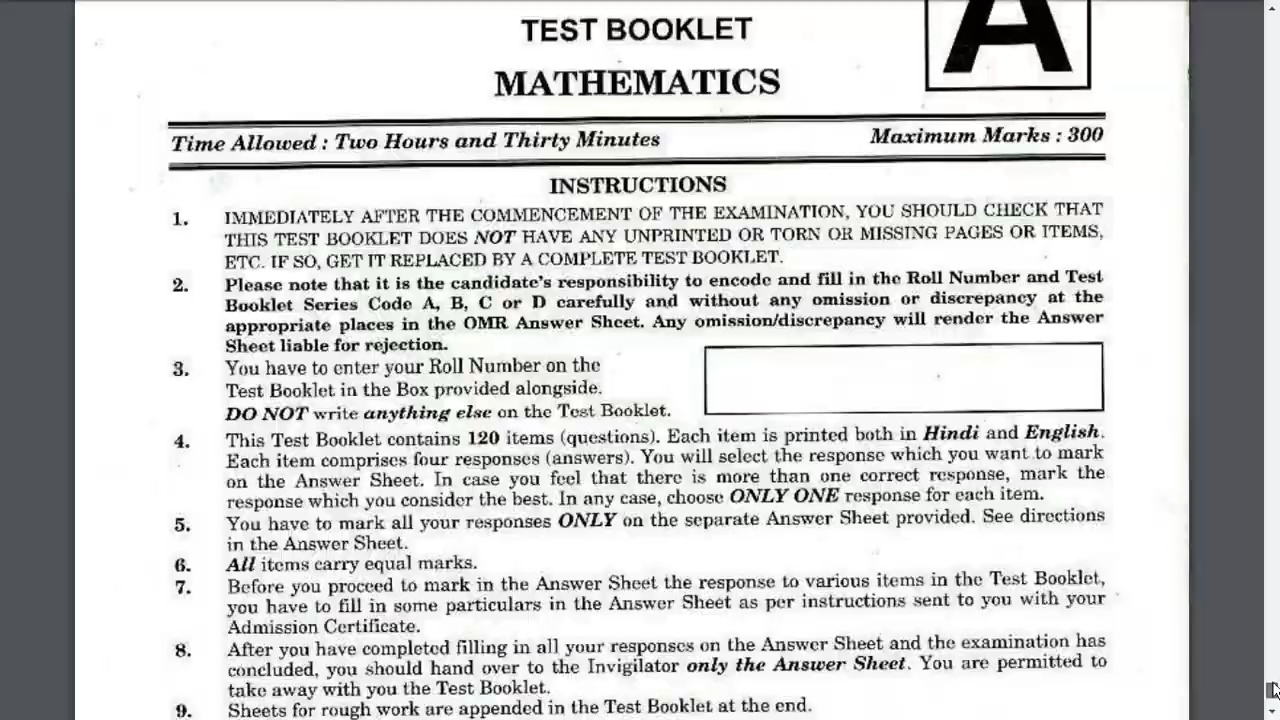 TEST BOOKLET
A
MATHEMATICS
Time Allowed : Two Hours and Thirty Minutes
Maximum Marks : 300
INSTRUCTIONS
1. IMMEDIATELY AFTER THE COMMENCEMENT OF THE EXAMINATION, YOU SHOULD CHECK THAT
THIS TEST BOOKLET DOES NOT HAVE ANY UNPRINTED OR TORN OR MISSING PAGES OR ITEMS,
ETC. IF SO, GET IT REPLACED BY A COMPLETE TEST BOOKLET.
2. Please note that it is the candidate's responsibility to encode and fill in the Roll Number and Test
Booklet Series Code A, B, C or D carefully and without any omission or discrepancy at the
appropriate places in the OMR Answer Sheet. Any omission/discrepancy will render the Answer
Sheet liable for rejection.
3. You have to enter your Roll Number on the
Test Booklet in the Box provided alongside.
DO NOT write anything else on the Test Booklet.
4. This Test Booklet contains 120 items (questions). Each item is printed both in Hindi and English.
Each item comprises four responses (answers). You will select the response which you want to mark
on the Answer Sheet. In case you feel that there is more than one correct response, mark the
response which you consider the best. In any case, choose ONLY ONE response for each item.
5. You have to mark all your responses ONLY on the separate Answer Sheet provided. See directions
in the Answer Sheet.
6. All items carry equal marks.
7. Before you proceed to mark in the Answer Sheet the response to various items in the Test Booklet,
you have to fill in some particulars in the Answer Sheet as per instructions sent to you with your
Admission Certificate.
8. After you have completed filling in all your responses on the Answer Sheet and the examination has
concluded, you should hand over to the Invigilator only the Answer Sheet. You are permitted to
take away with you the Test Booklet.
9. Sheets for rough work are appended in the Test Booklet at the end.